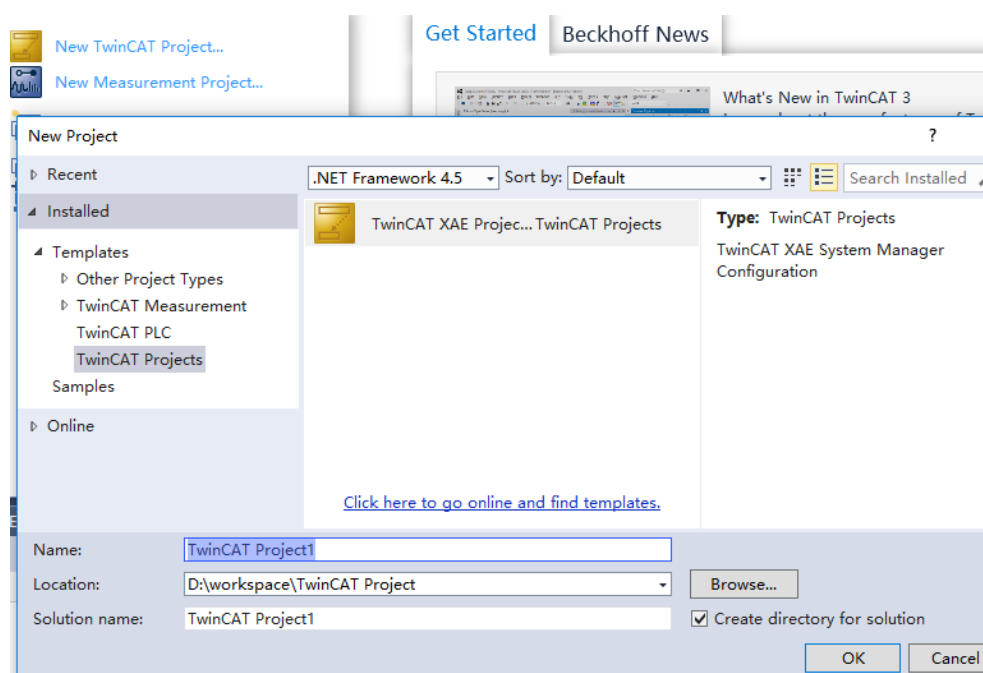 New TwinCAT Project...
New Measurement Project...
Get Started
Beckhoff News
What's New in TwinCAT 3
New Project
?
Recent
.NET Framework 4.5
Sort by:
Default
Search Installed
Installed
Templates
Other Project Types
TwinCAT Measurement
TwinCAT PLC
TwinCAT Projects
Samples
Online
TwinCAT XAE Projec... TwinCAT Projects
Type: TwinCAT Projects
TwinCAT XAE System Manager
Configuration
Click here to go online and find templates.
Name:
TwinCAT Project1
Location:
D:\workspace\TwinCAT Project
Browse...
Solution name:
TwinCAT Project1
Create directory for solution
OK
Cancel